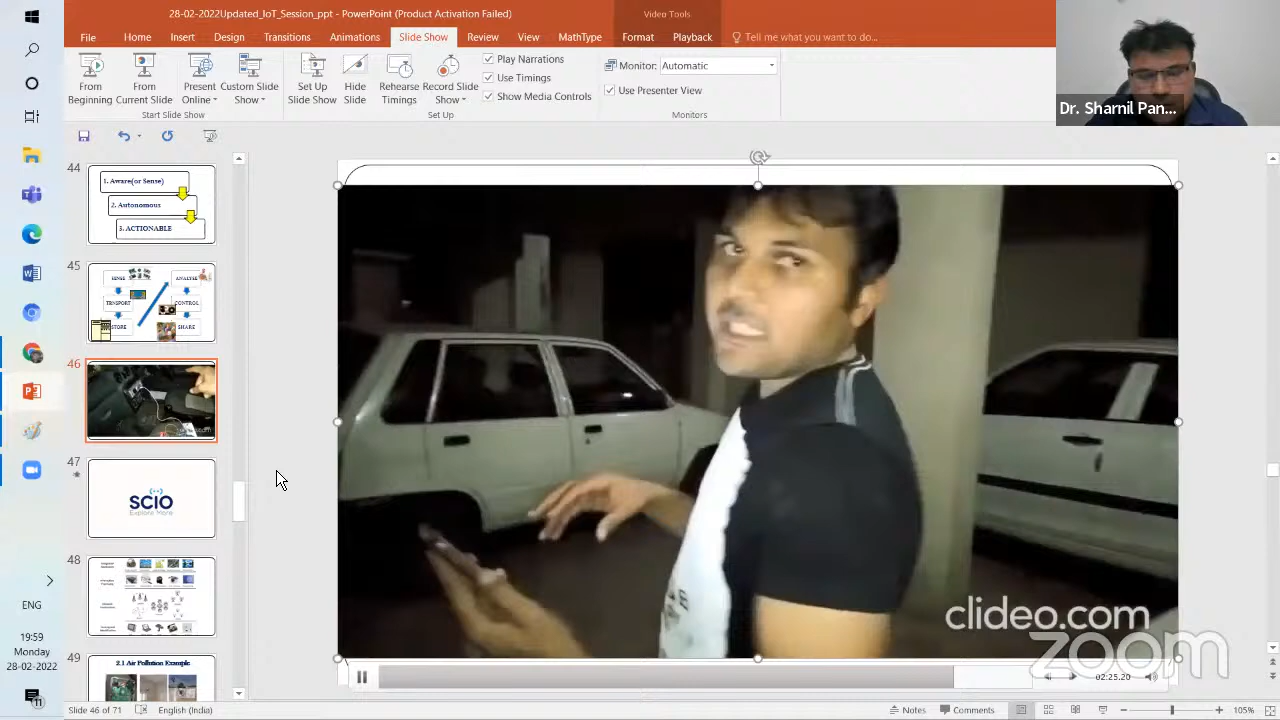 28-02-2022Updated_IoT_Session_ppt - PowerPoint (Product Activation Failed)
Video Tools
File
Home
Insert
Design
Transitions
Animations
Slide Show
Review
View
MathType
Format
Playback
Tell me what you want to do...
From Beginning
From Current Slide
Present Online
Custom Slide Show
Set Up Slide Show
Hide Slide
Rehearse Timings
Record Slide Show
Play Narrations
Use Timings
Show Media Controls
Monitor: Automatic
Use Presenter View
Start Slide Show
Set Up
Monitors
Dr. Sharnil Pan...
44
1. Aware(or Sense)
2. Autonomous
3. ACTIONABLE
45
SENSE
ANALYSE
TRNSPORT
CONTROL
STORE
SHARE
46
47
SCIO
Explore More
48
49
2.1 Air Pollution Example
clideo.com
zoom
02:25.20
ENG
19:59
Monday
28-02-2022
Slide 46 of 71
English (India)
Notes
Comments
105%